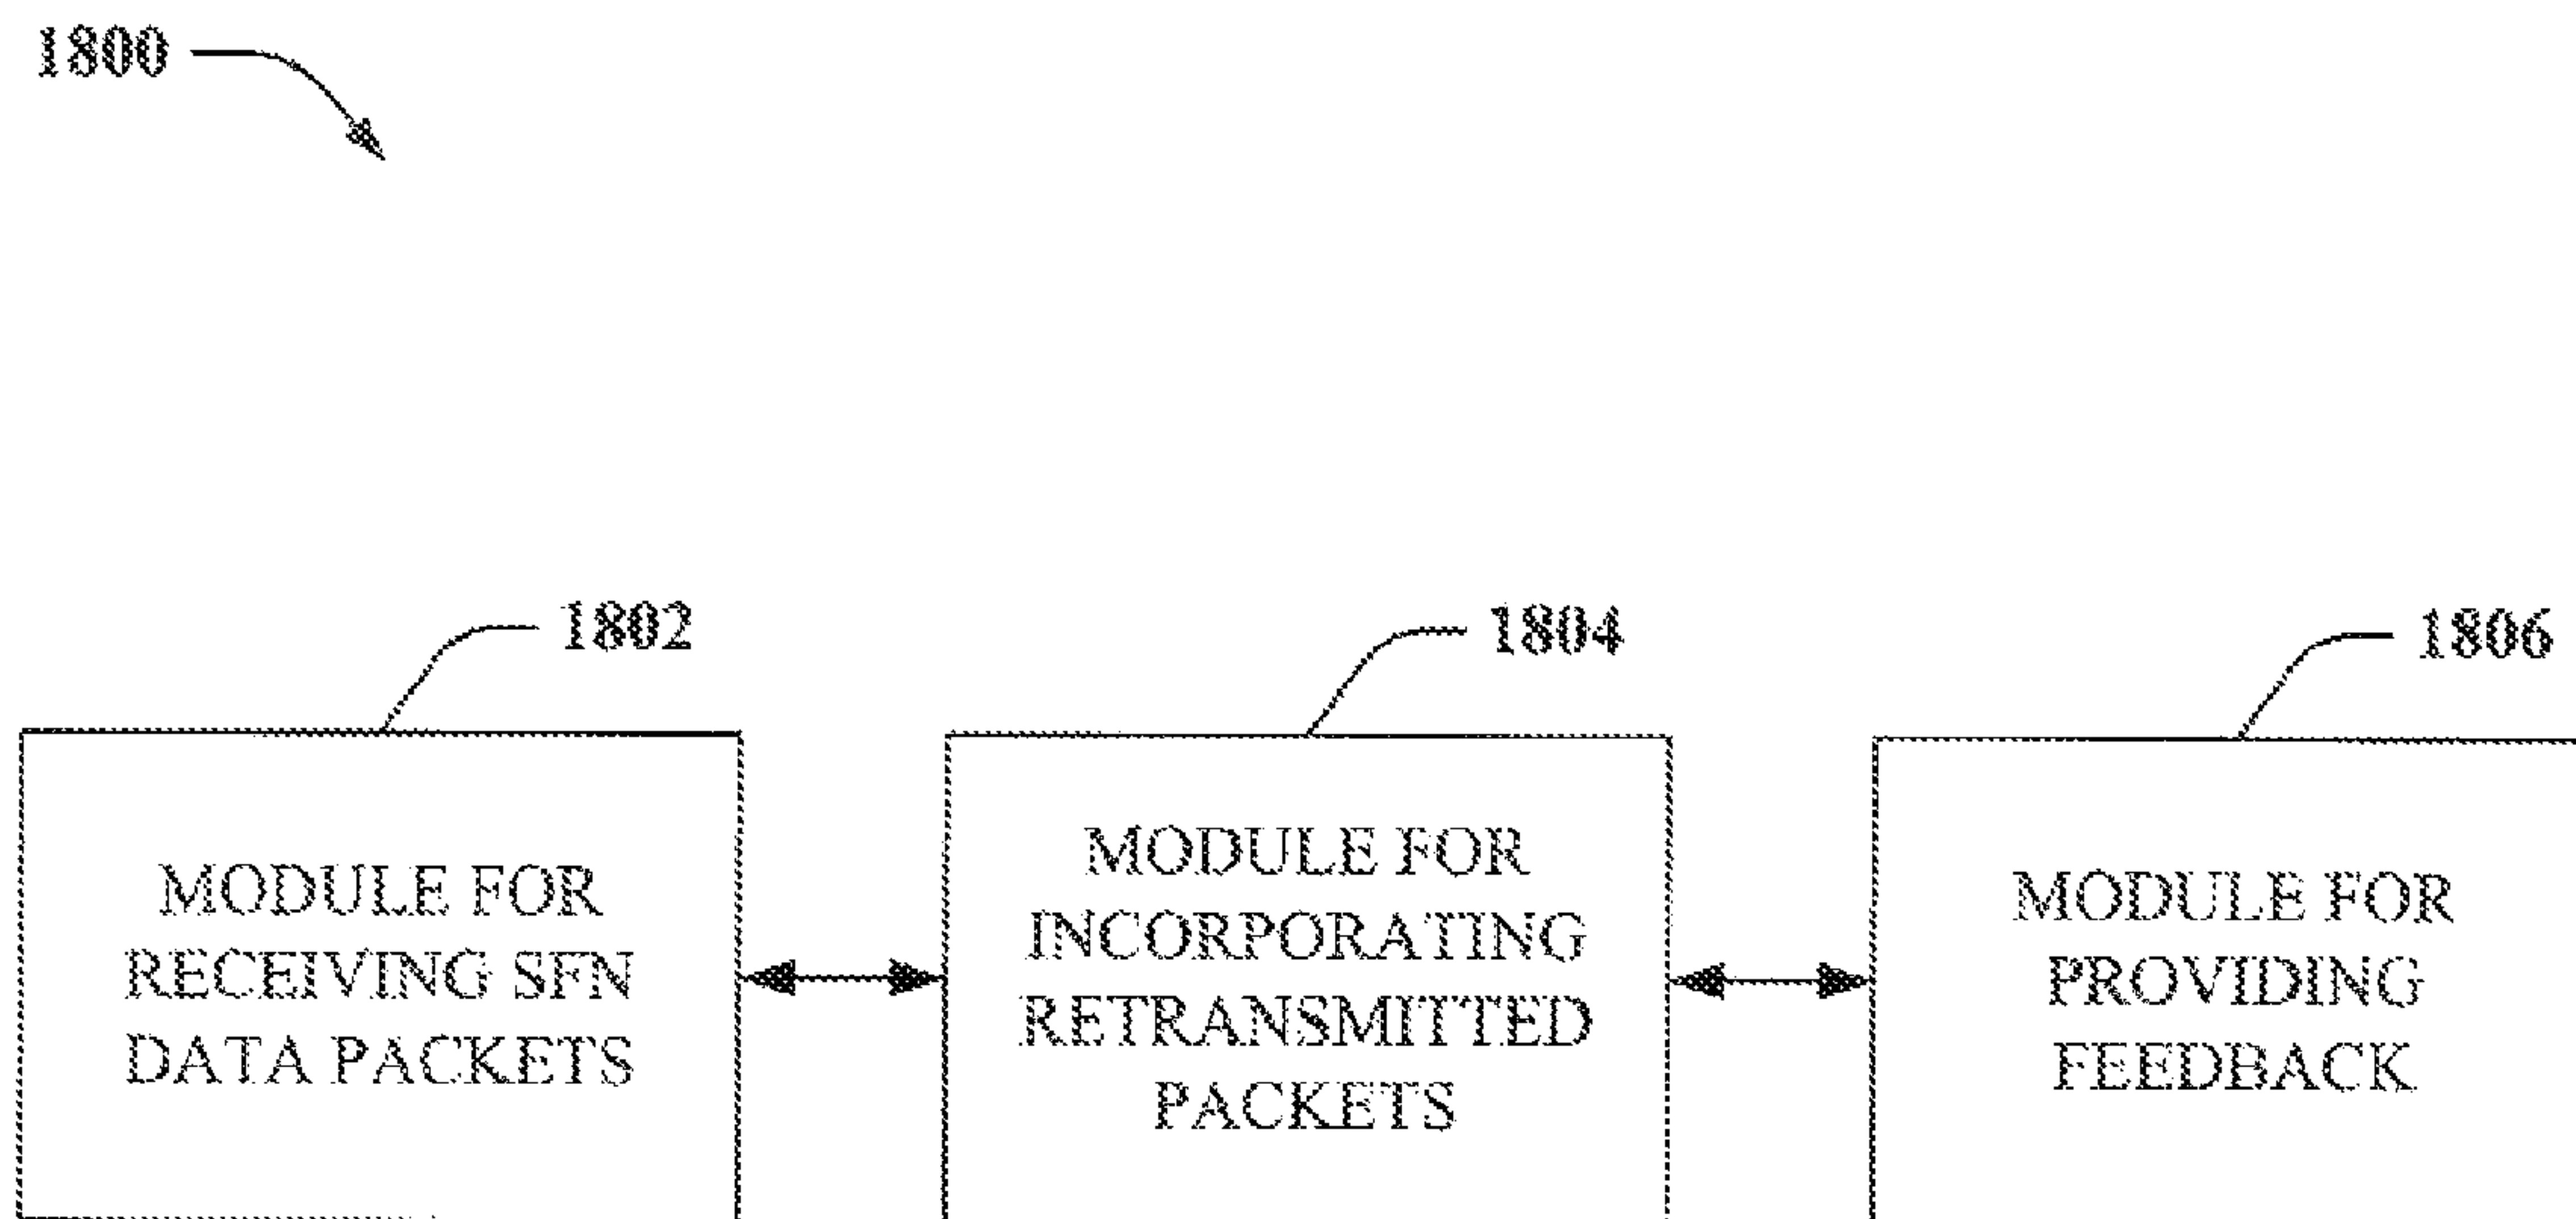 1800
1802
1804
1806
MODULE FOR
RECEIVING SFN
DATA PACKETS
MODULE FOR
INCORPORATING
RETRANSMITTED
PACKETS
MODULE FOR
PROVIDING
FEEDBACK